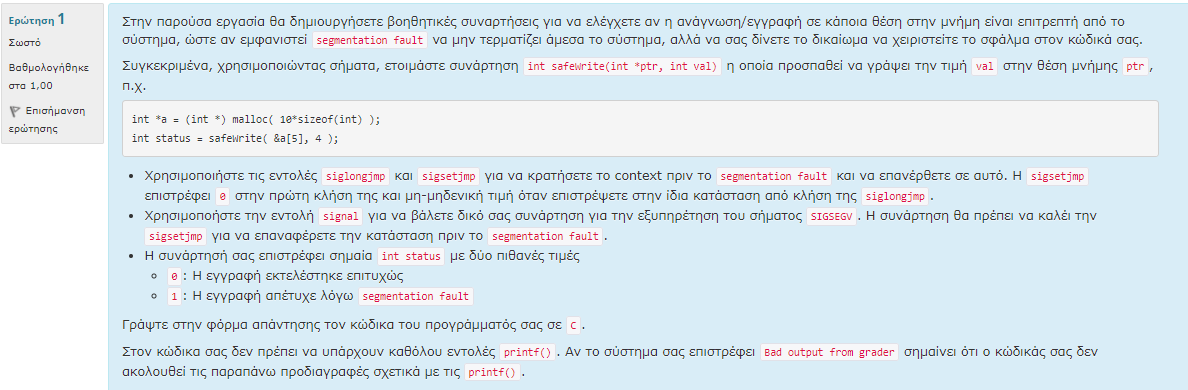 Ερώτηση 1
Σωστό
Βαθμολογήθηκε
στα 1,00
Επισήμανση
ερώτησης
Στην παρούσα εργασία θα δημιουργήσετε βοηθητικές συναρτήσεις για να ελέγχετε αν η ανάγνωση/εγγραφή σε κάποια θέση στην μνήμη είναι επιτρεπτή από το
σύστημα, ώστε αν εμφανιστεί segmentation fault να μην τερματίζει άμεσα το σύστημα, αλλά να σας δίνετε το δικαίωμα να χειριστείτε το σφάλμα στον κώδικά σας.
Συγκεκριμένα, χρησιμοποιώντας σήματα, ετοιμάστε συνάρτηση int safeWrite(int *ptr, int val) η οποία προσπαθεί να γράψει την τιμή val στην θέση μνήμης ptr ,
π.χ.
int *a = (int *) malloc( 10*sizeof(int) );
int status = safeWrite( &a[5], 4 );
• Χρησιμοποιήστε τις εντολές siglongjmp και sigsetjmp για να κρατήσετε το context πριν το segmentation fault και να επανέρθετε σε αυτό. Η sigsetjmp
επιστρέφει 0 στην πρώτη κλήση της και μη-μηδενική τιμή όταν επιστρέψετε στην ίδια κατάσταση από κλήση της siglongjmp .
• Χρησιμοποήστε την εντολή signal για να βάλετε δικό σας συνάρτηση για την εξυπηρέτηση του σήματος SIGSEGV . Η συνάρτηση θα πρέπει να καλέι την
sigsetjmp για να επαναφέρετε την κατάσταση πριν το segmentation fault .
• Η συνάρτησή σας επιστρέφει σημαία int status με δύο πιθανές τιμές
◦ 0 : Η εγγραφή εκτελέστηκε επιτυχώς
◦ 1 : Η εγγραφή απέτυχε λόγω segmentation fault
Γράψτε στην φόρμα απάντησης τον κώδικα του προγράμματός σας σε C .
Στον κώδικα σας δεν πρέπει να υπάρχουν καθόλου εντολές printf() . Αν το σύστημα σας επιστρέφει Bad output from grader σημαίνει ότι ο κώδικάς σας δεν
ακολουθεί τις παραπάνω προδιαγραφές σχετικά με τις printf() .